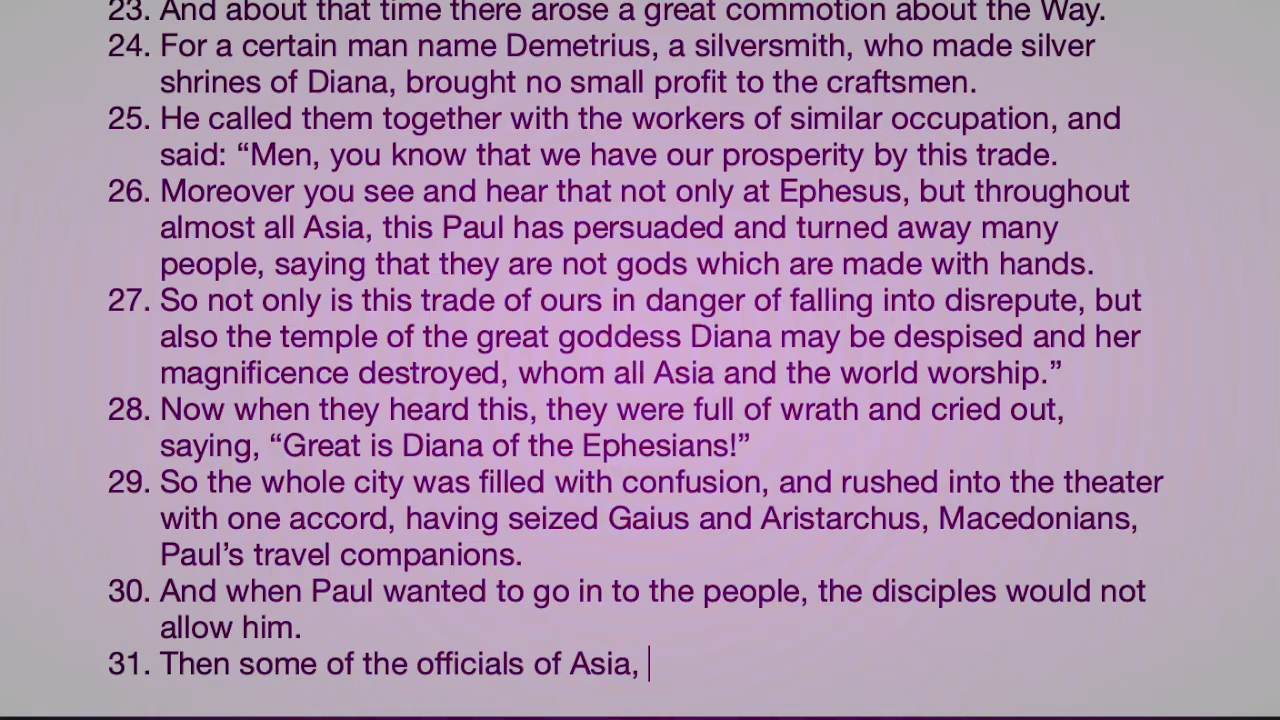 23. And about that time there arose a great commotion about the Way.
24. For a certain man name Demetrius, a silversmith, who made silver
shrines of Diana, brought no small profit to the craftsmen.
25. He called them together with the workers of similar occupation, and
said: “Men, you know that we have our prosperity by this trade.
26. Moreover you see and hear that not only at Ephesus, but throughout
almost all Asia, this Paul has persuaded and turned away many
people, saying that they are not gods which are made with hands.
27. So not only is this trade of ours in danger of falling into disrepute, but
also the temple of the great goddess Diana may be despised and her
magnificence destroyed, whom all Asia and the world worship.”
28. Now when they heard this, they were full of wrath and cried out,
saying, “Great is Diana of the Ephesians!”
29. So the whole city was filled with confusion, and rushed into the theater
with one accord, having seized Gaius and Aristarchus, Macedonians,
Paul’s travel companions.
30. And when Paul wanted to go in to the people, the disciples would not
allow him.
31. Then some of the officials of Asia,